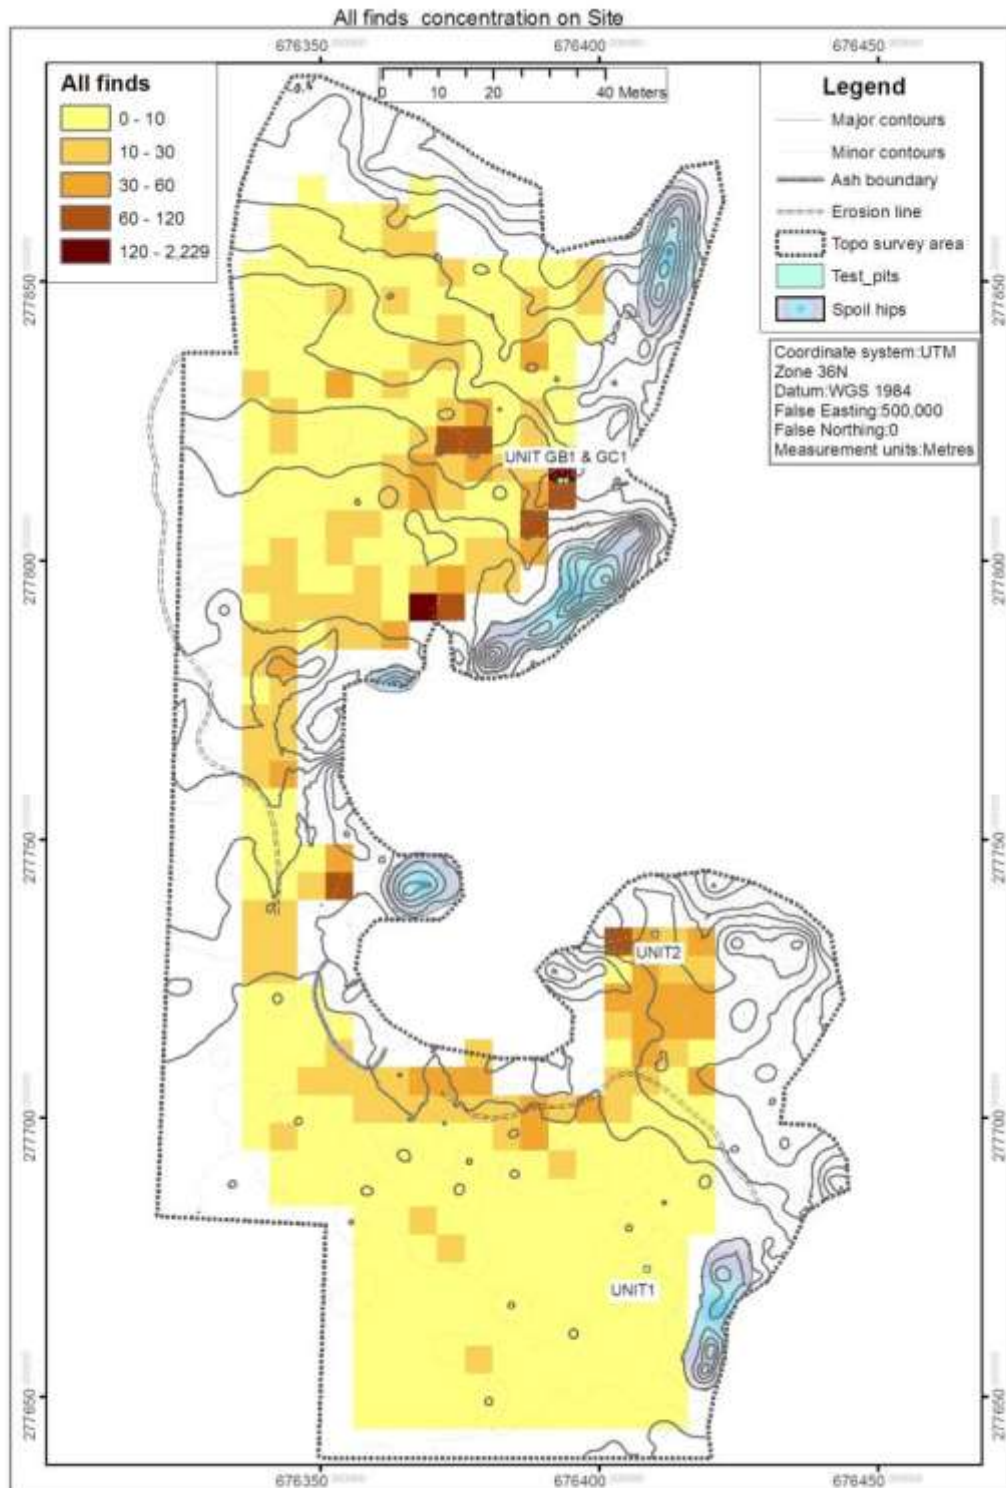 All finds concentration on Site
676350
676400
676450
All finds
0 - 10
10 - 30
30 - 60
60 - 120
120 - 2,229
0 10 20 40 Meters
Legend
Major contours
Minor contours
Ash boundary
Erosion line
Topo survey area
Test_pits
Spoil hips
Coordinate system:UTM
Zone 36N
Datum:WGS 1984
False Easting:500,000
False Northing:0
Measurement units:Metres
277850
277850
UNIT GB1 & GC1
277800
277800
277750
277750
UNIT2
277700
277700
UNIT1
277650
277650
676350
676400
676450